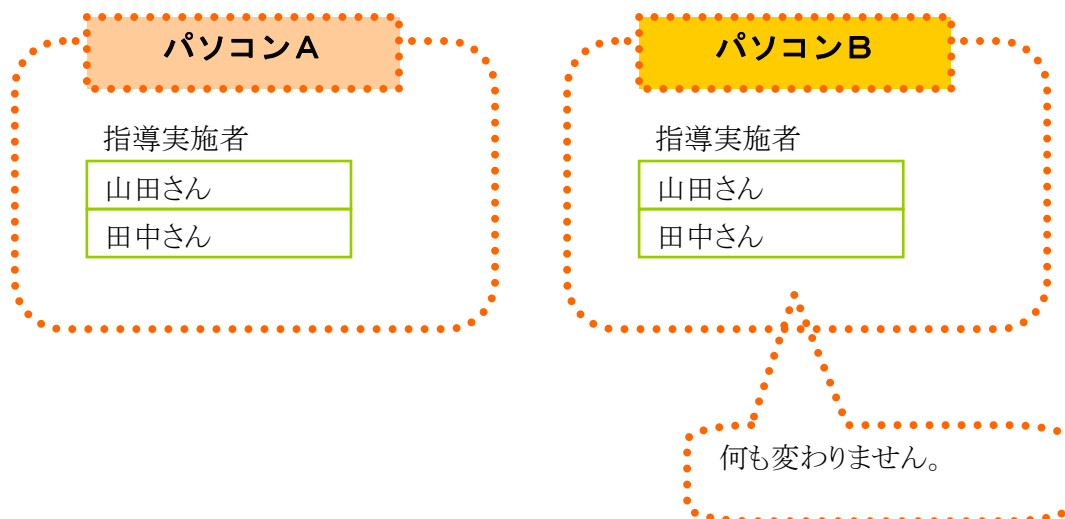 パソコンA
指導実施者
山田さん
田中さん
パソコンB
指導実施者
山田さん
田中さん
何も変わりません。